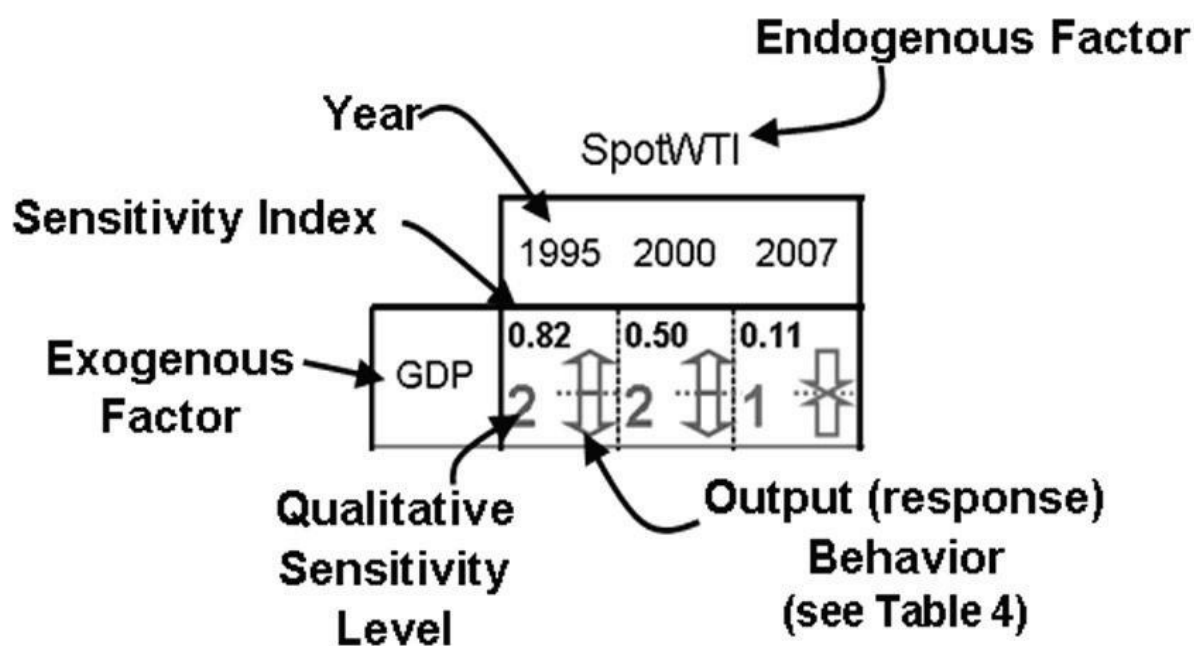 Endogenous Factor
Year
SpotWTI
Sensitivity Index
1995 2000 2007
0.82 0.50 0.11
Exogenous
Factor
GDP
2 2 1
Qualitative
Sensitivity
Level
Output (response)
Behavior
(see Table 4)